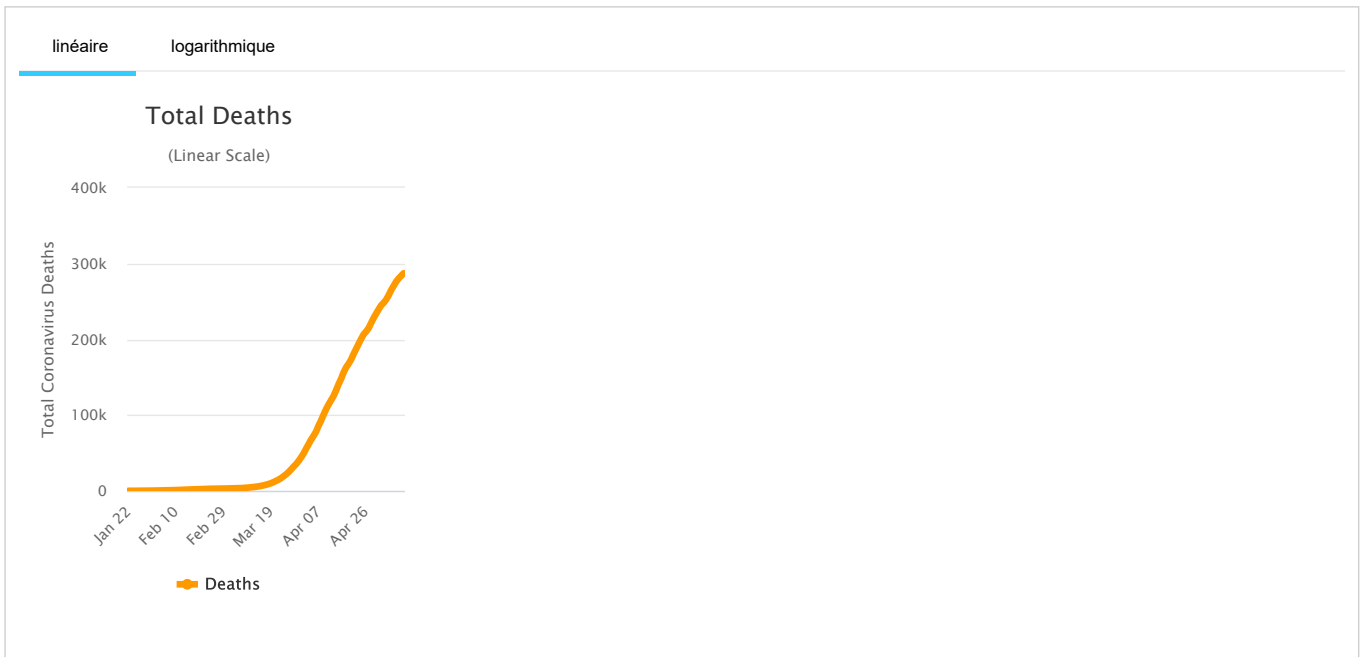 linéaire logarithmique
Total Deaths
(Linear Scale)
Total Coronavirus Deaths
400k
300k
200k
100k
0
Jan 22 Feb 10 Feb 29 Mar 19 Apr 07 Apr 26
Deaths